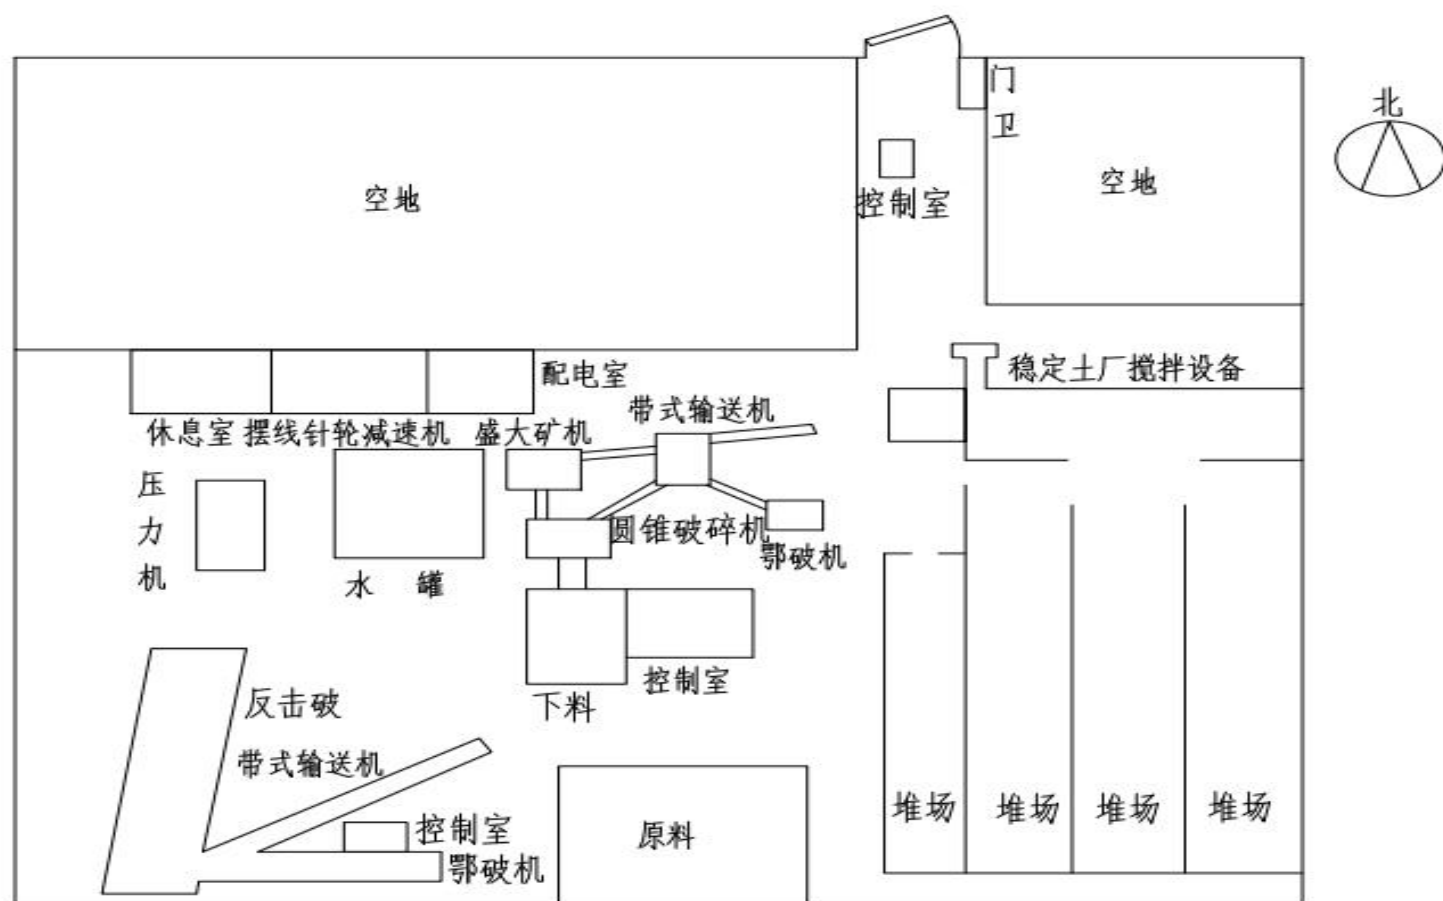 门卫
北
空地
控制室
空地
配电室
稳定土厂搅拌设备
带式输送机
休息室
摆线针轮减速机
盛大矿机
压力机
圆锥破碎机
鄂破机
水罐
控制室
下料
反击破
带式输送机
控制室
鄂破机
原料
堆场
堆场
堆场
堆场